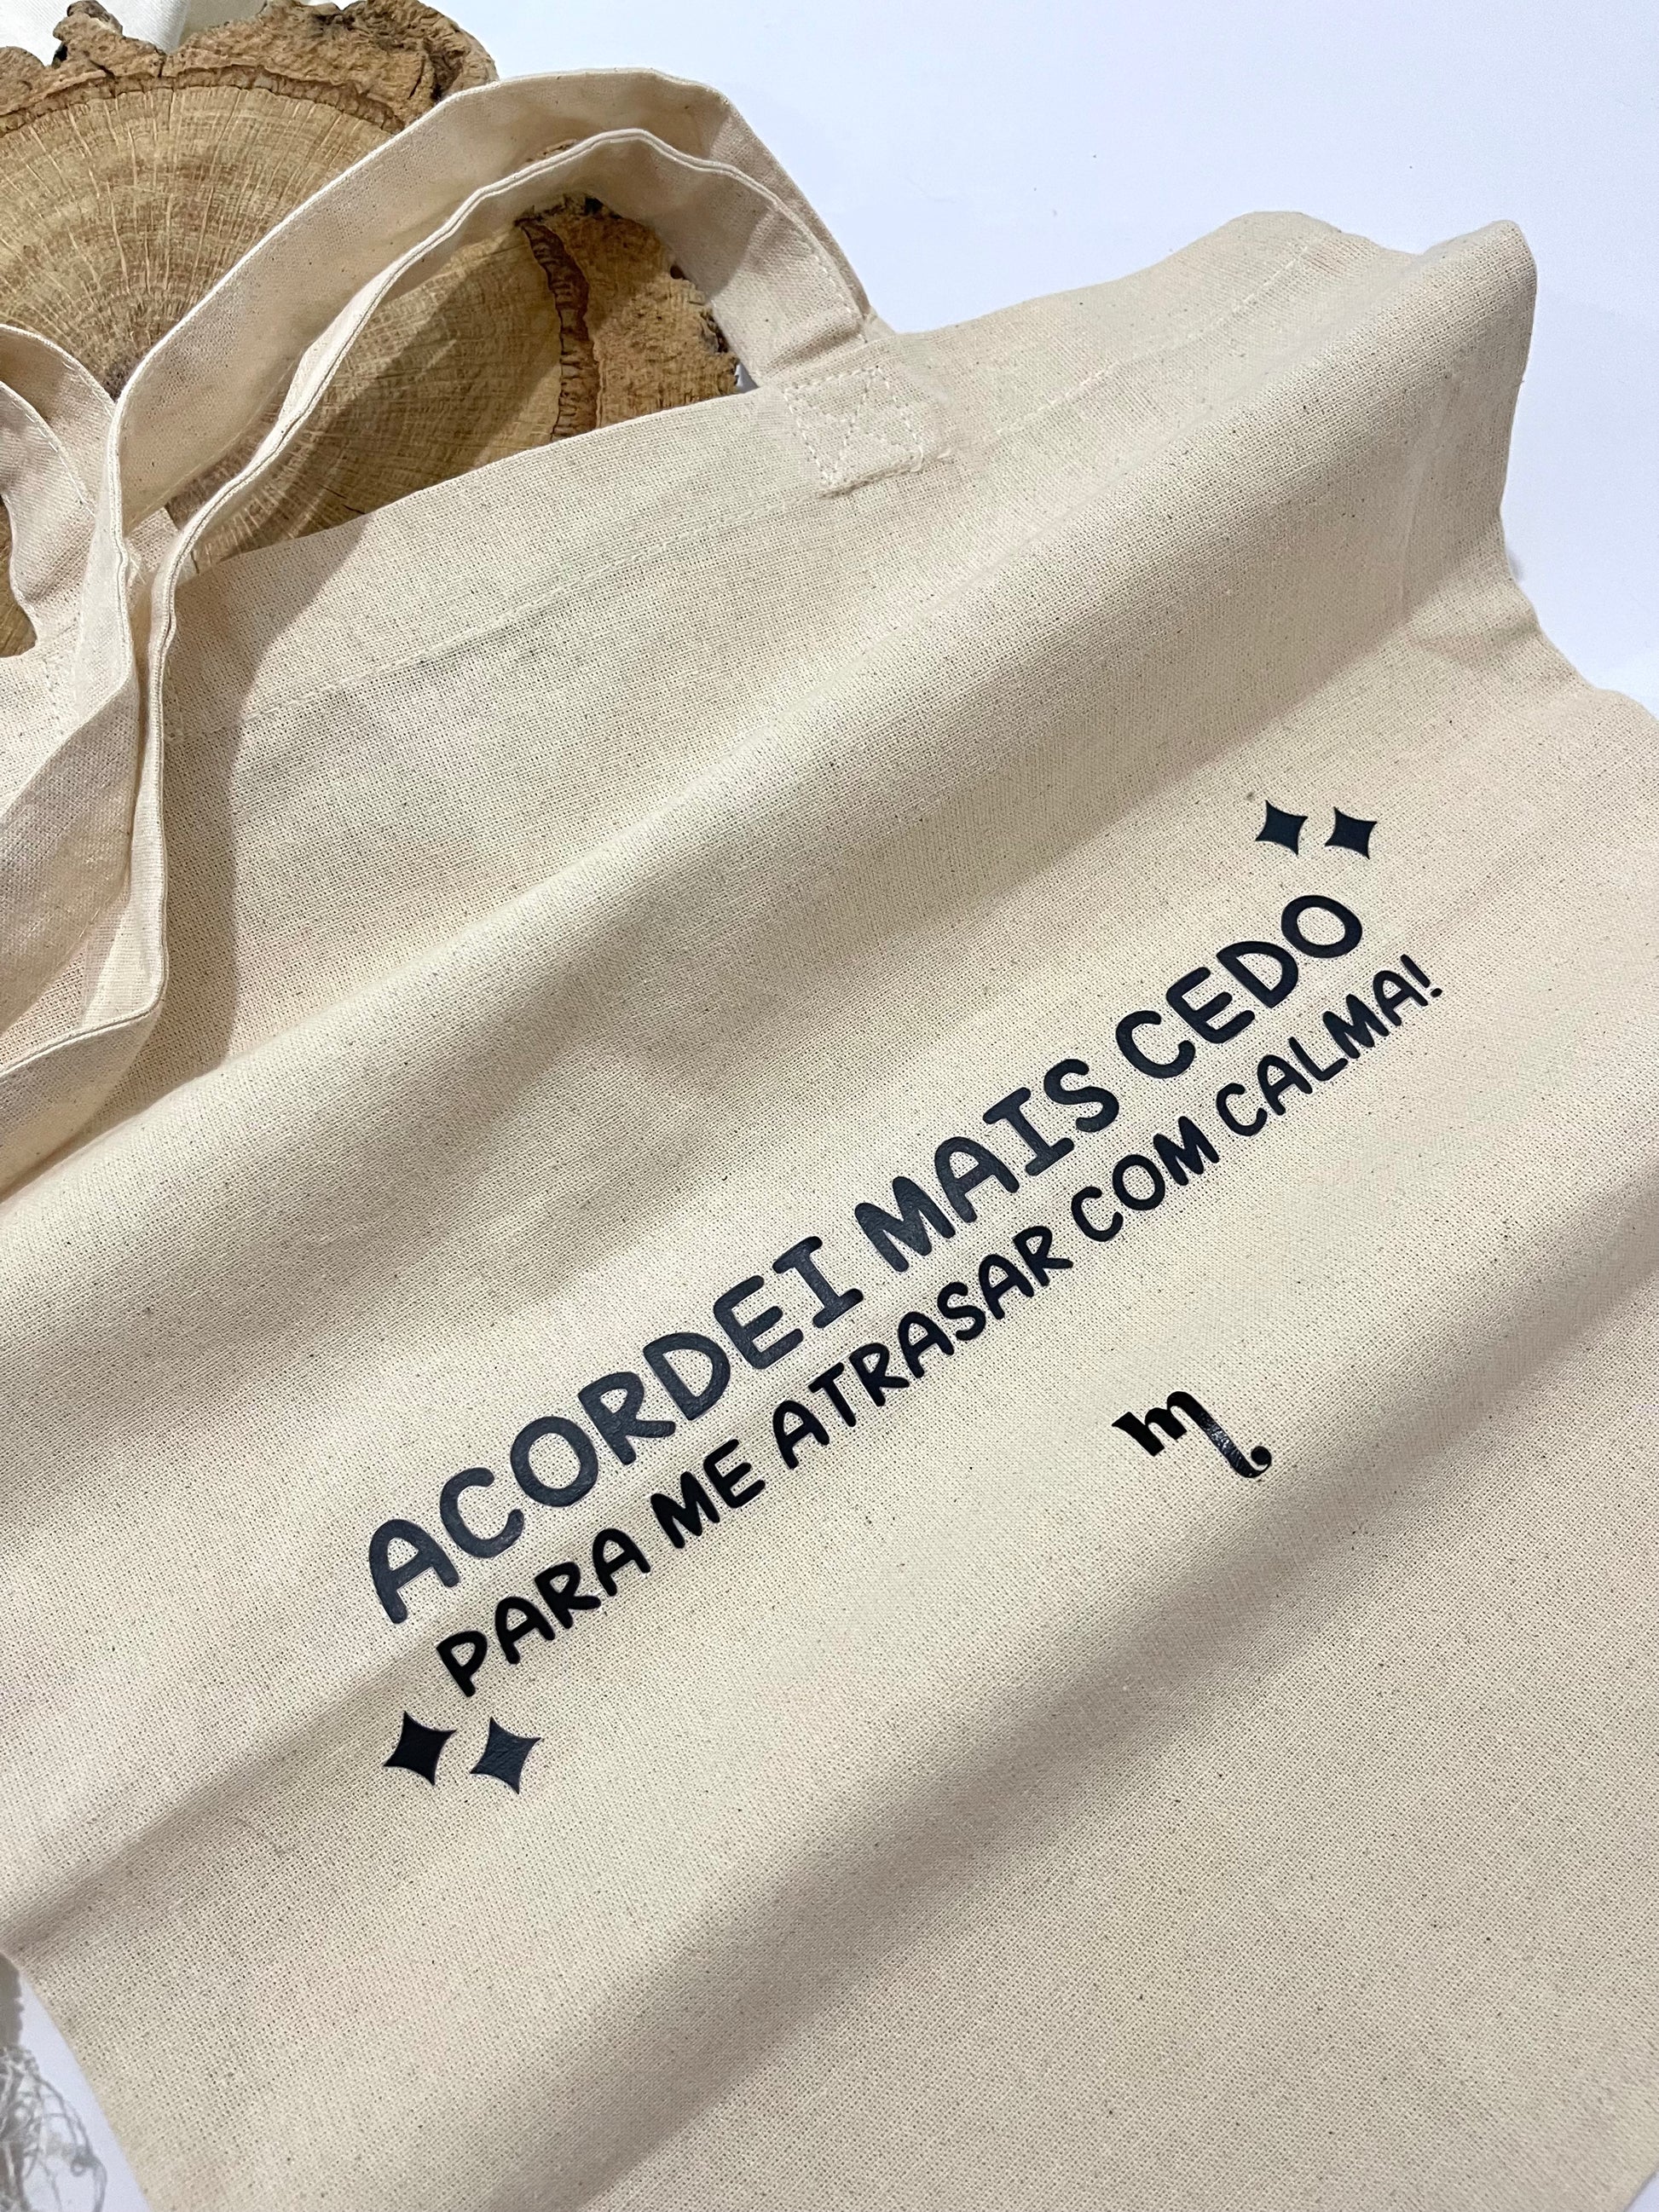 ACORDEI MAIS CEDO
PARA ME ATRASAR COM CALMA!
m